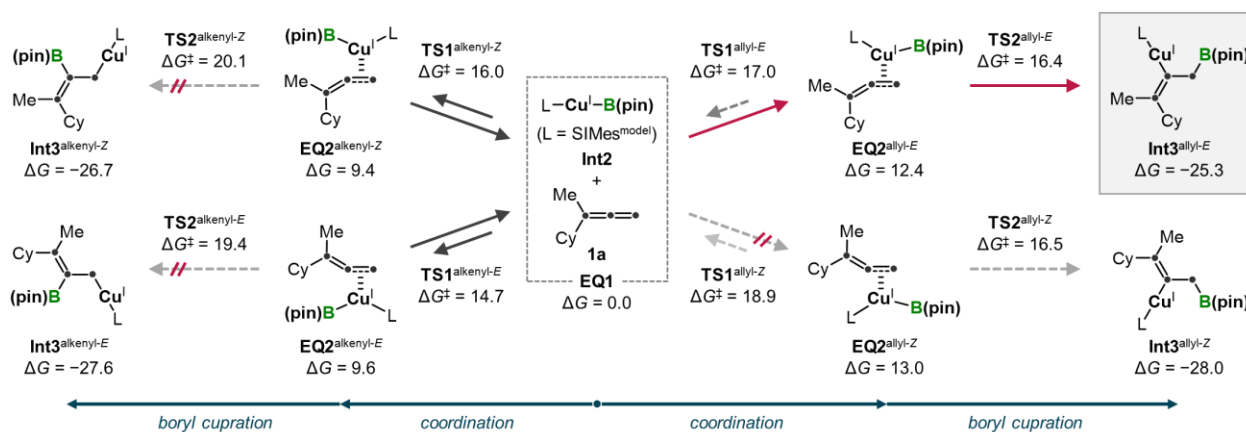 (pin)B
L
Cu^I
Me
Cy
Int3^alkenyl-Z
ΔG = −26.7
TS2^alkenyl-Z
ΔG‡ = 20.1
(pin)B
L
Cu^I
Me
Cy
EQ2^alkenyl-Z
ΔG = 9.4
TS1^alkenyl-Z
ΔG‡ = 16.0
L–Cu^I–B(pin)
(L = SIMes^model)
Int2
+
Me
Cy
1a
EQ1
ΔG = 0.0
TS1^allyl-E
ΔG‡ = 17.0
L
Cu^I
B(pin)
Me
Cy
EQ2^allyl-E
ΔG = 12.4
TS2^allyl-E
ΔG‡ = 16.4
L
Cu^I
B(pin)
Me
Cy
Int3^allyl-E
ΔG = −25.3
Me
Cy
(pin)B
Cu^I
L
Int3^alkenyl-E
ΔG = −27.6
TS2^alkenyl-E
ΔG‡ = 19.4
Me
Cy
Cu^I
(pin)B
L
EQ2^alkenyl-E
ΔG = 9.6
TS1^alkenyl-E
ΔG‡ = 14.7
TS1^allyl-Z
ΔG‡ = 18.9
Me
Cy
Cu^I
L
B(pin)
EQ2^allyl-Z
ΔG = 13.0
TS2^allyl-Z
ΔG‡ = 16.5
Me
Cy
Cu^I
L
B(pin)
Int3^allyl-Z
ΔG = −28.0
boryl cupration
coordination
coordination
boryl cupration